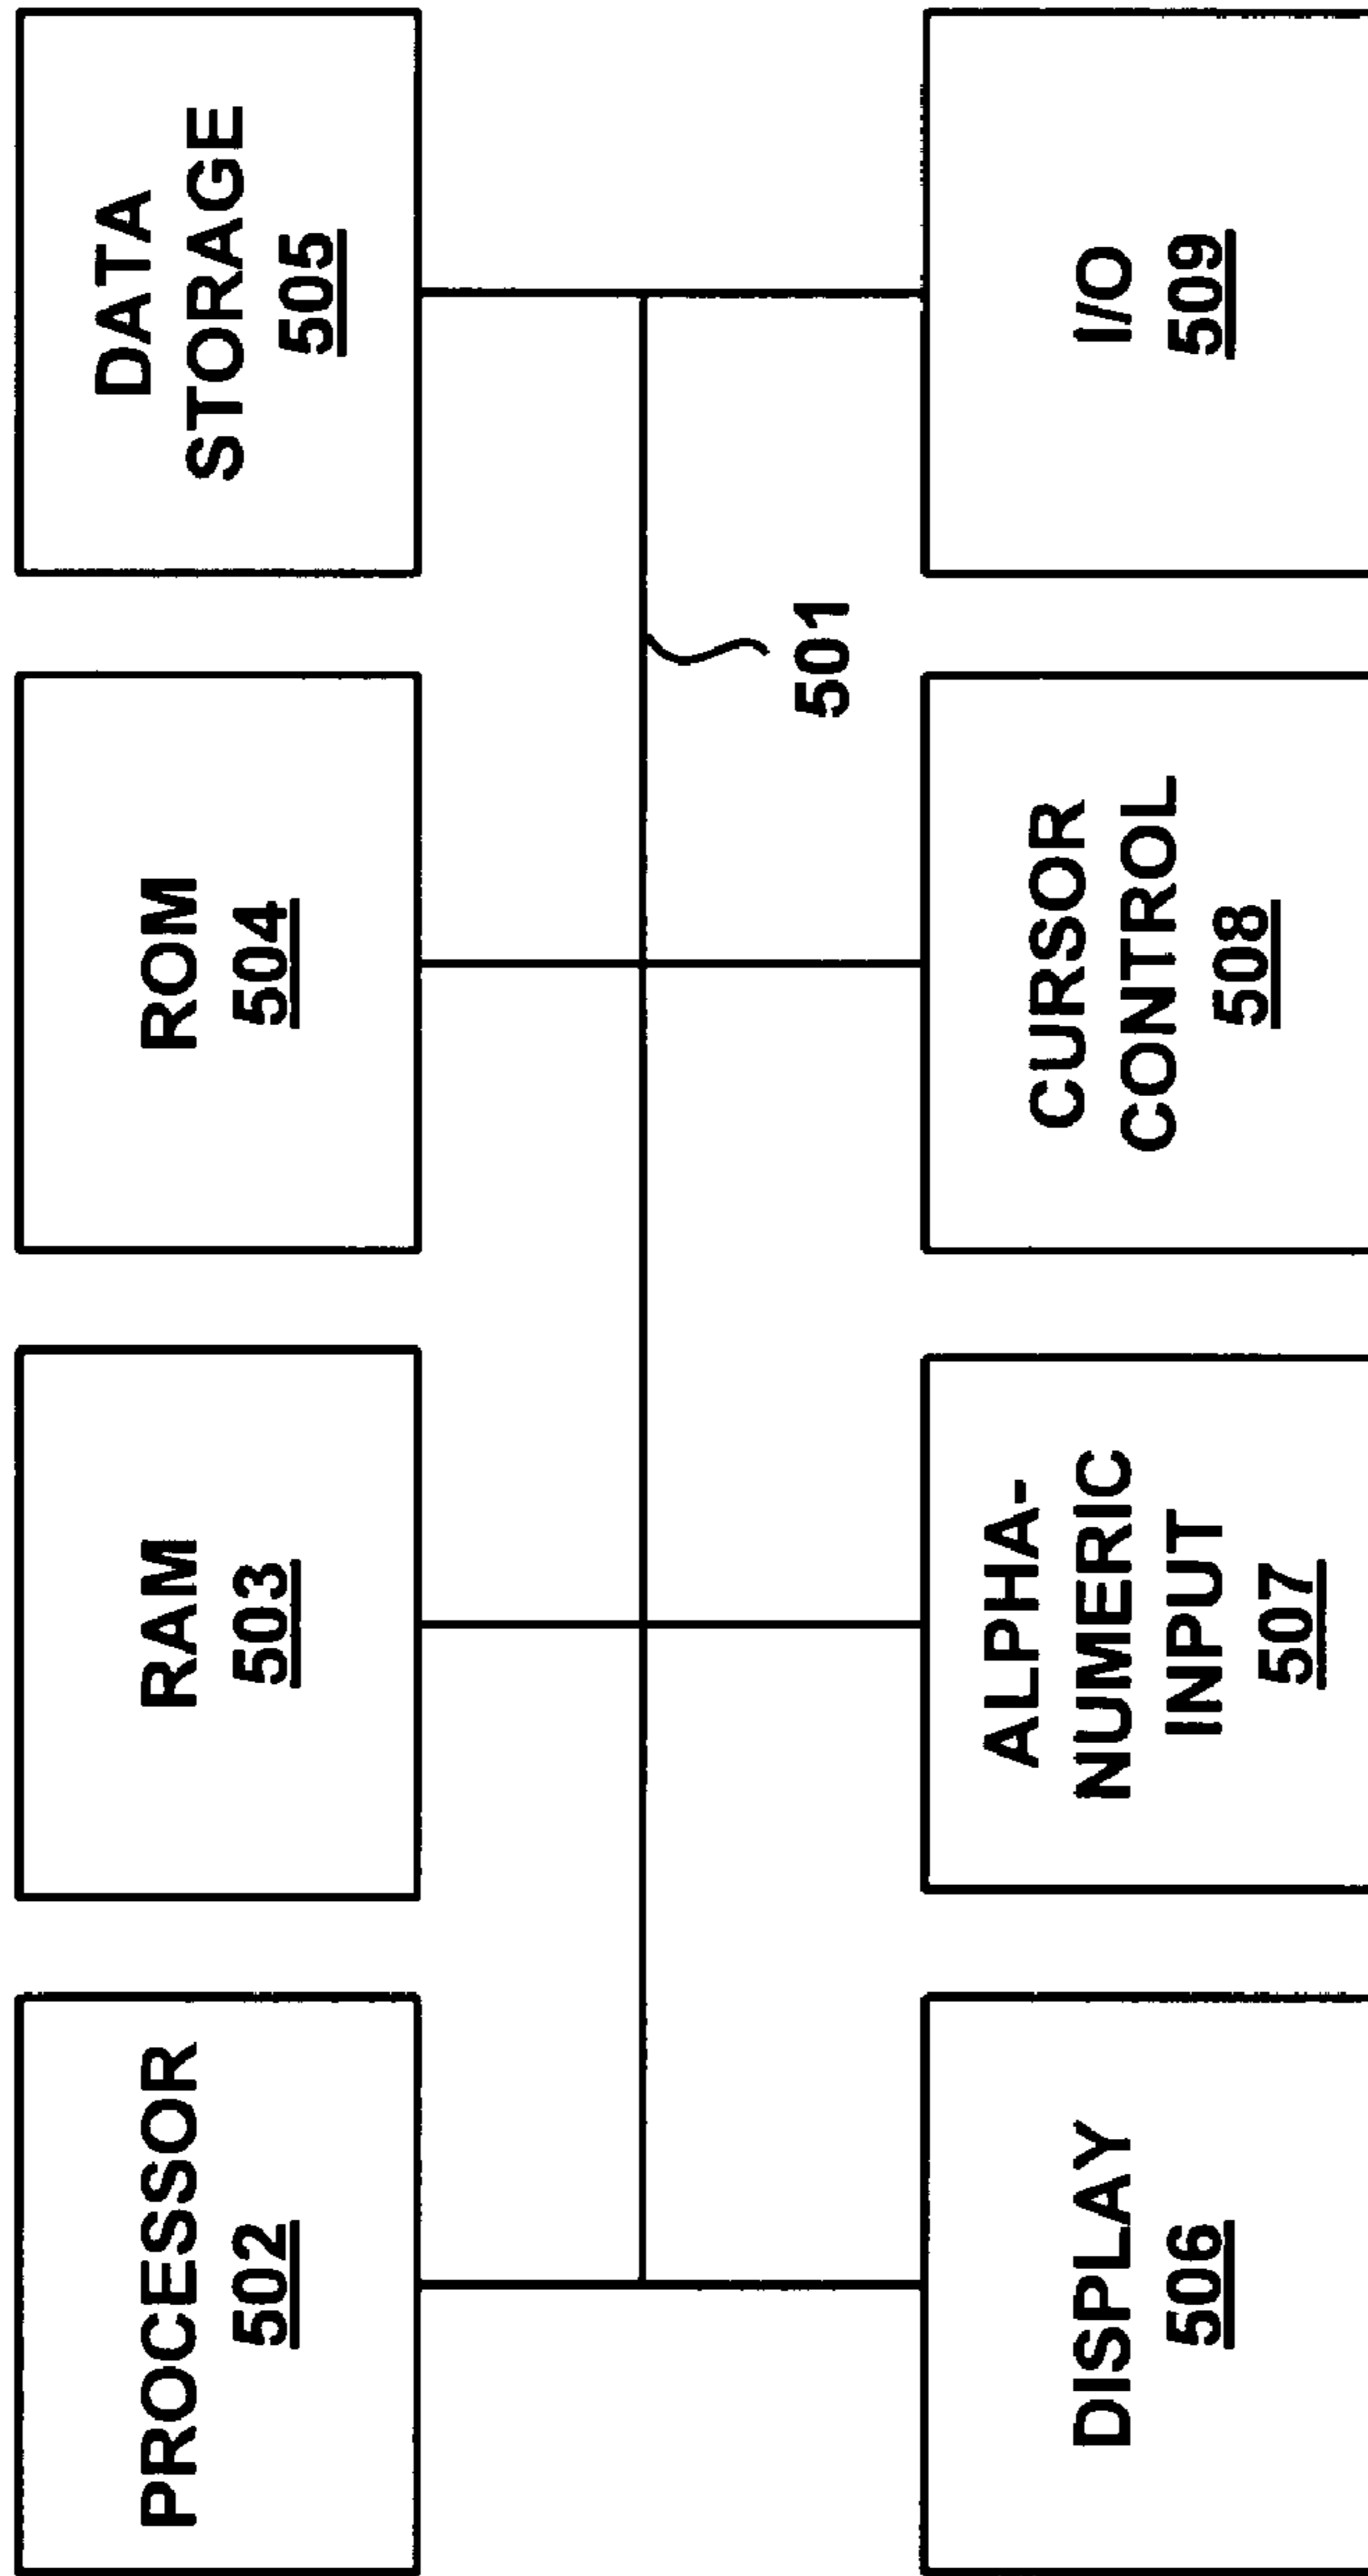 PROCESSOR
502
RAM
503
ROM
504
DATA
STORAGE
505
501
DISPLAY
506
ALPHA-
NUMERIC
INPUT
507
CURSOR
CONTROL
508
I/O
509